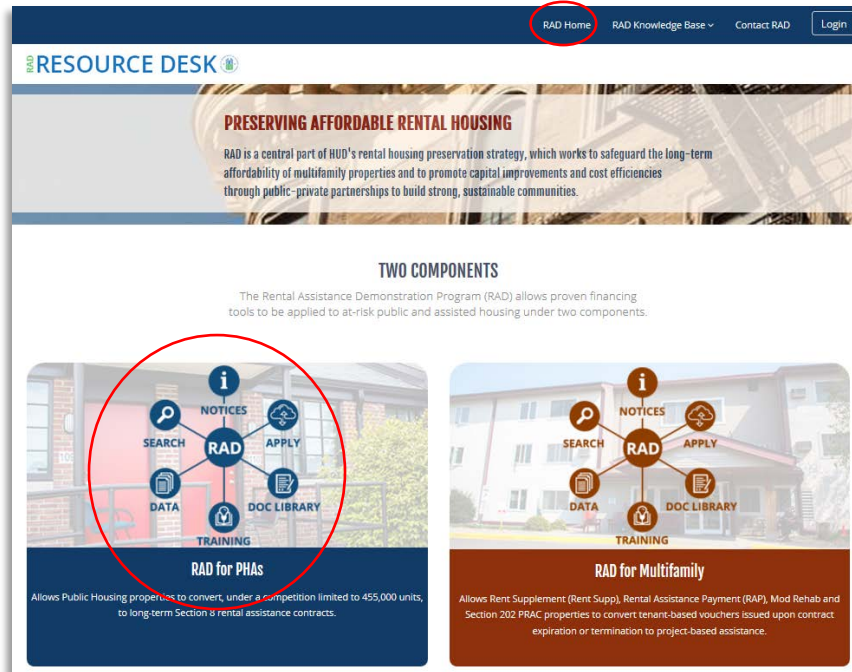 RAD Home RAD Knowledge Base Contact RAD Login
RAD RESOURCE DESK
PRESERVING AFFORDABLE RENTAL HOUSING
RAD is a central part of HUD's rental housing preservation strategy, which works to safeguard the long-term
affordability of multifamily properties and to promote capital improvements and cost efficiencies
through public-private partnerships to build strong, sustainable communities.
TWO COMPONENTS
The Rental Assistance Demonstration Program (RAD) allows proven financing
tools to be applied to at-risk public and assisted housing under two components.
NOTICES
SEARCH RAD APPLY
DATA DOC LIBRARY
TRAINING
RAD for PHAs
Allows Public Housing properties to convert, under a competition limited to 455,000 units,
to long-term Section 8 rental assistance contracts.
NOTICES
SEARCH RAD APPLY
DATA DOC LIBRARY
TRAINING
RAD for Multifamily
Allows Rent Supplement (Rent Supp), Rental Assistance Payment (RAP), Mod Rehab and
Section 202 PRAC properties to convert tenant-based vouchers issued upon contract
expiration or termination to project-based assistance.